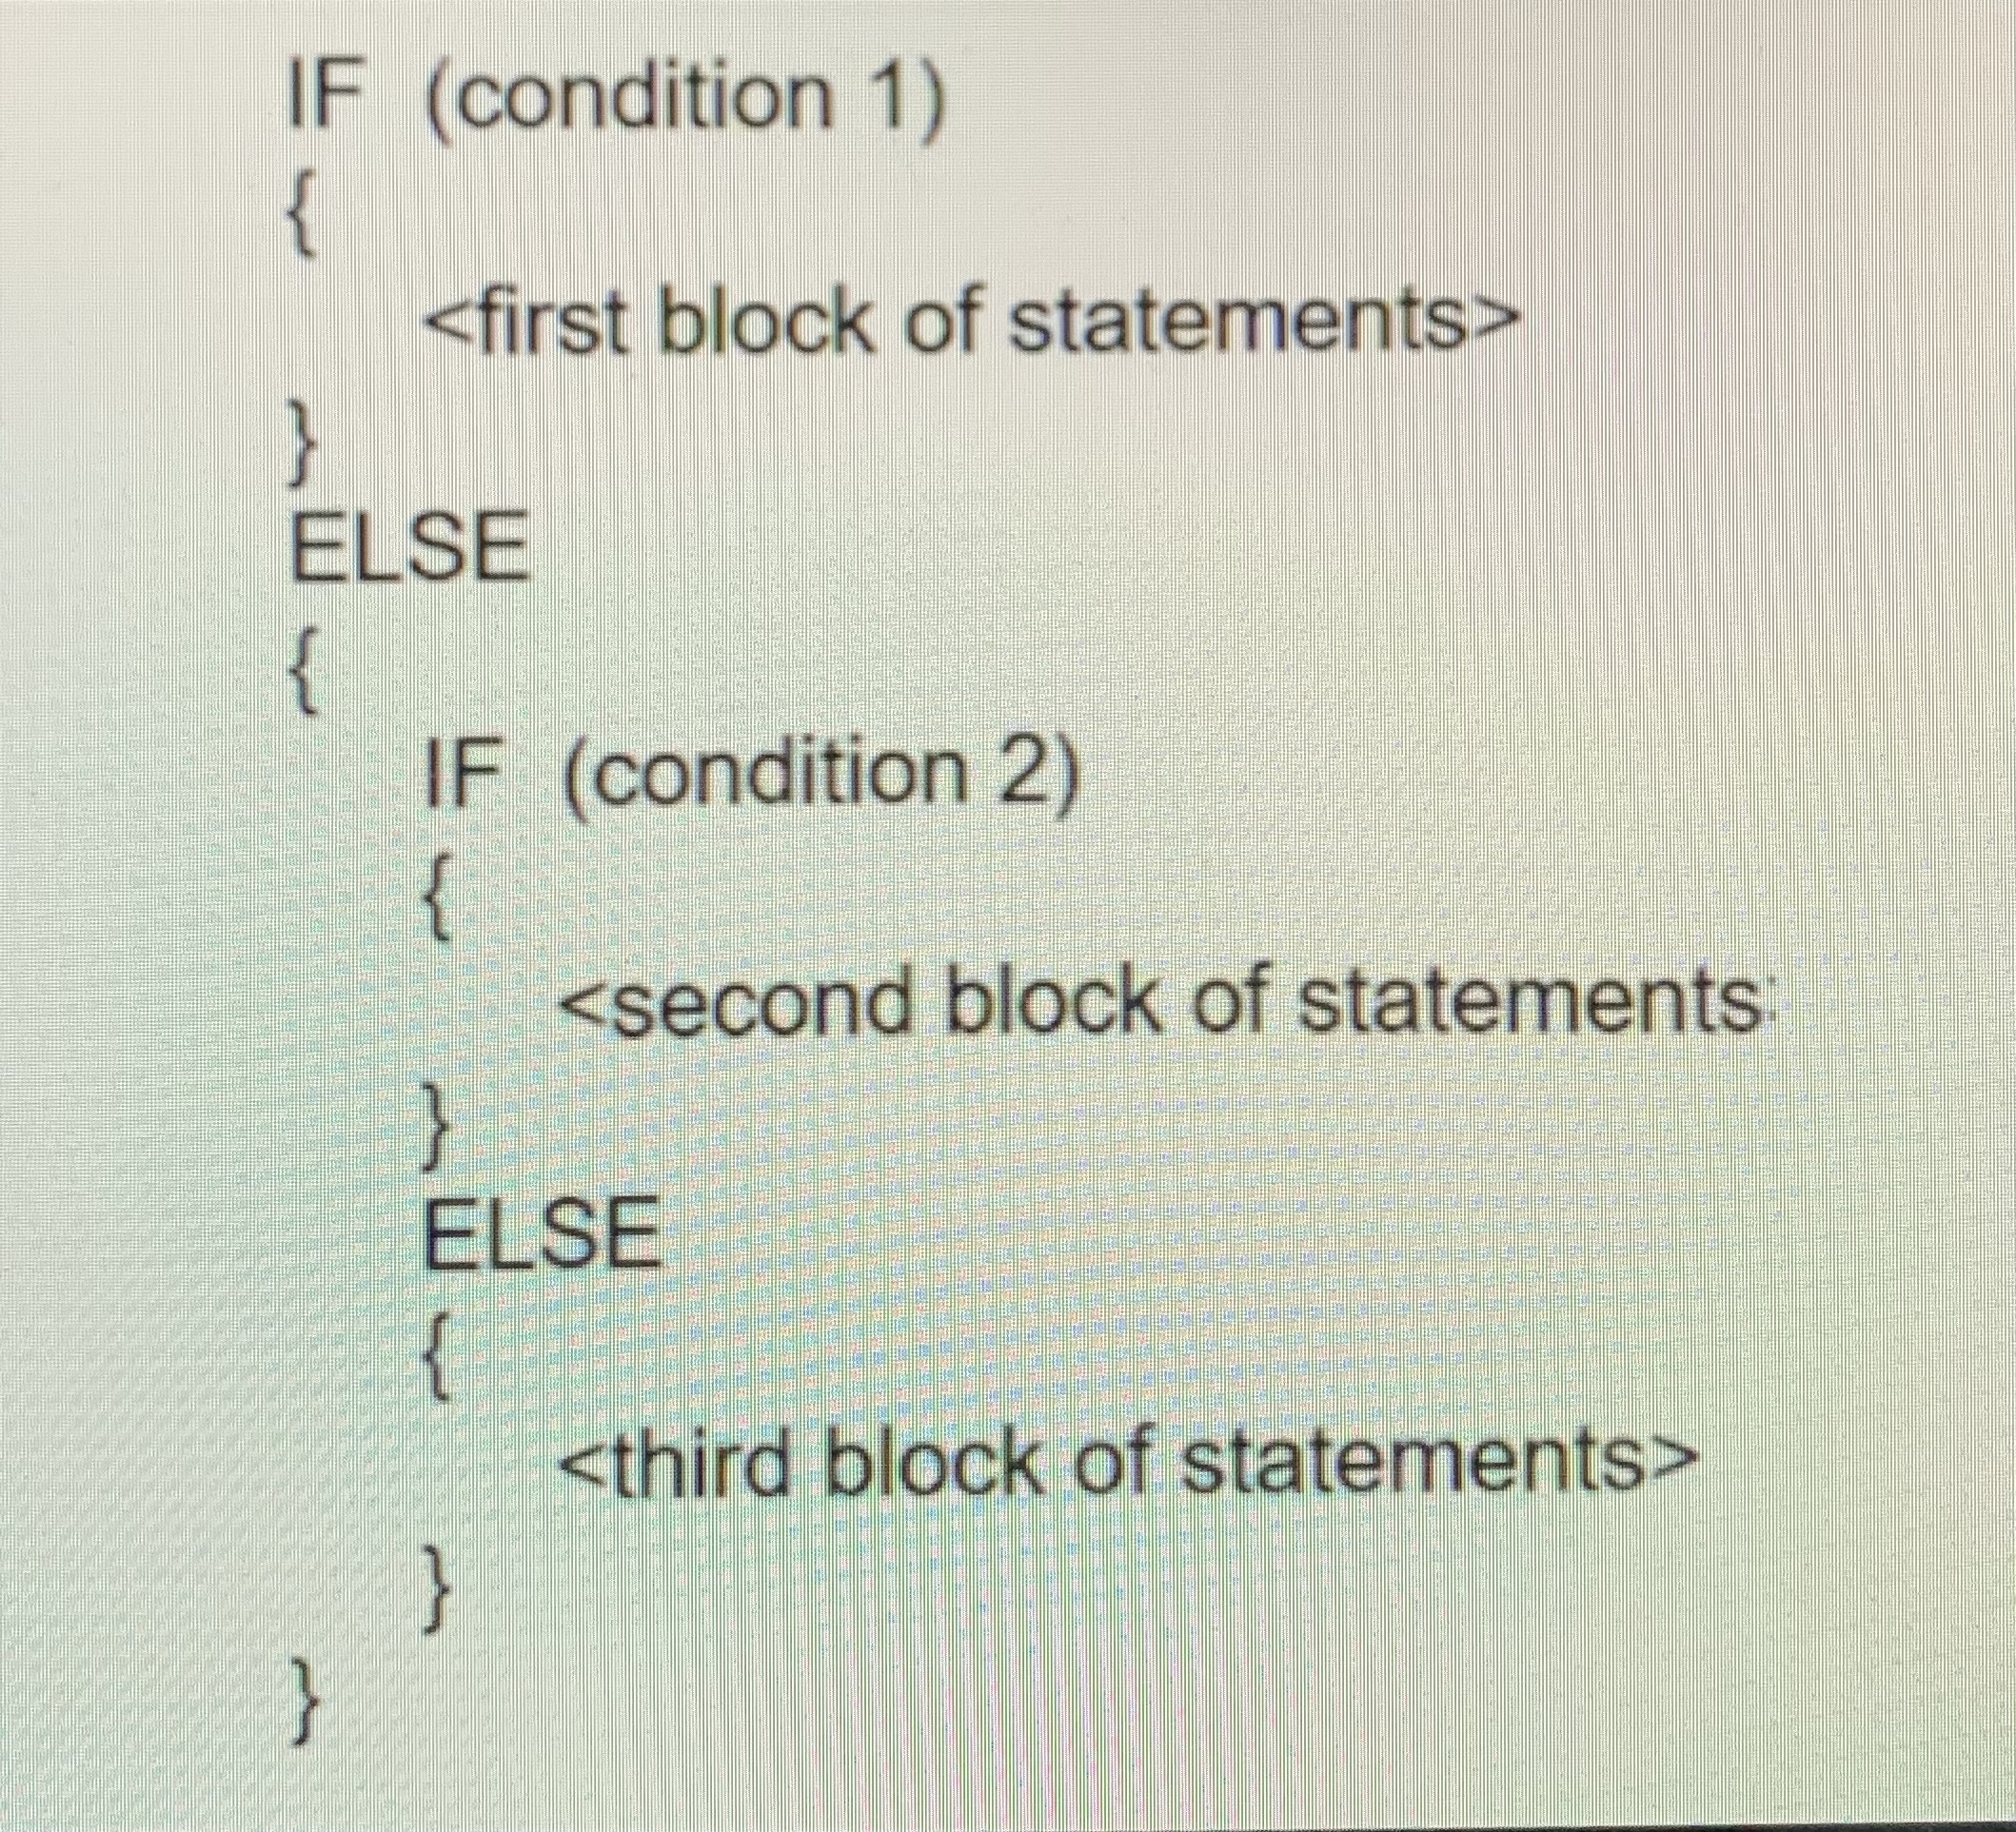 IF (condition 1)
{
<first block of statements>
}
ELSE
{
IF (condition 2)
{
<second block of statements
}
ELSE
{
<third block of statements>
}
}